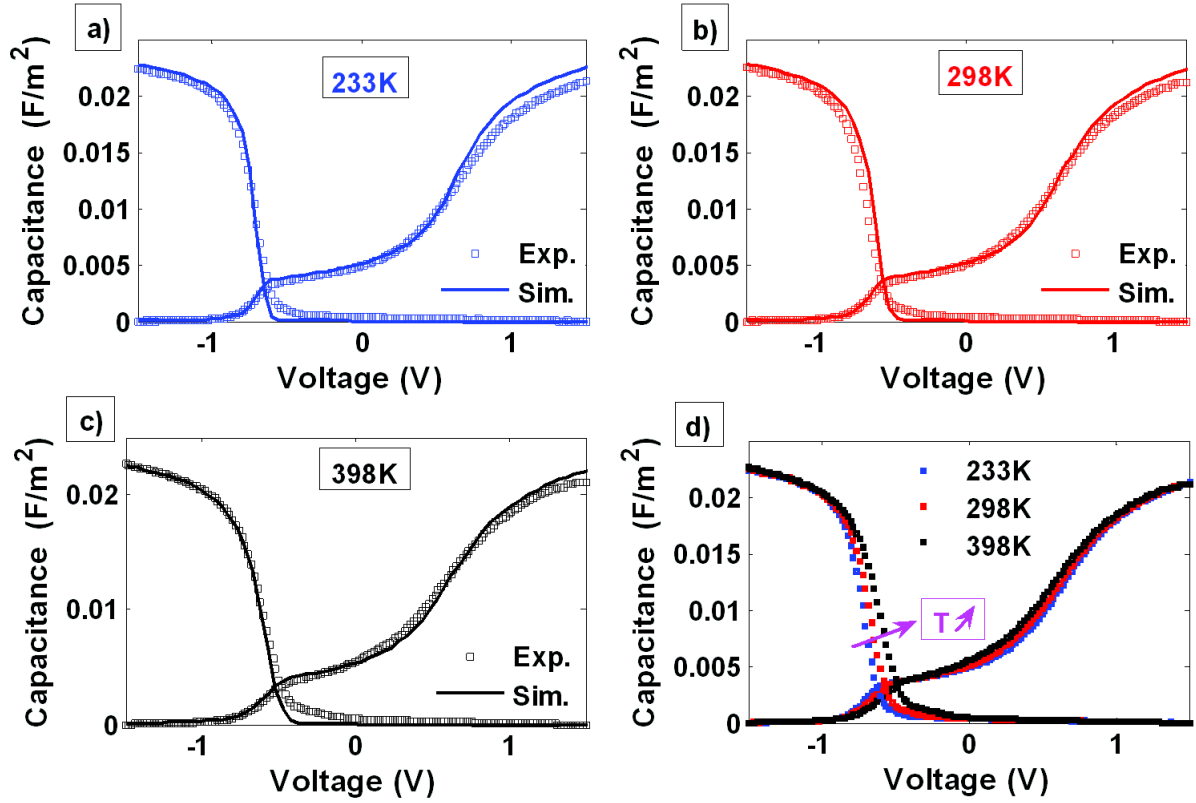 a)
233K
Capacitance (F/m²)
0.02
0.015
0.01
0.005
0
Exp.
Sim.
-1
0
1
Voltage (V)
b)
298K
Capacitance (F/m²)
0.02
0.015
0.01
0.005
0
Exp.
Sim.
-1
0
1
Voltage (V)
c)
398K
Capacitance (F/m²)
0.02
0.01
0
Exp.
Sim.
-1
0
1
Voltage (V)
d)
233K
298K
398K
T
Capacitance (F/m²)
0.02
0.015
0.01
0.005
0
-1
0
1
Voltage (V)